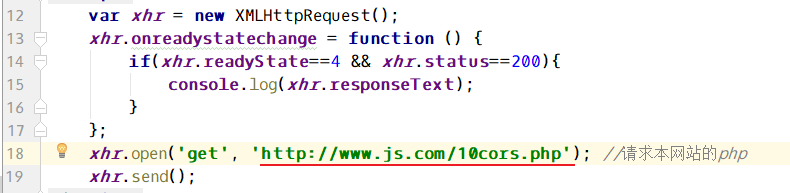 12 var xhr = new XMLHttpRequest();
13 xhr.onreadystatechange = function () {
14 if(xhr.readyState==4 && xhr.status==200){
15 console.log(xhr.responseText);
16 }
17 };
18 xhr.open('get', 'http://www.js.com/10cors.php'); //请求本网站的php
19 xhr.send();